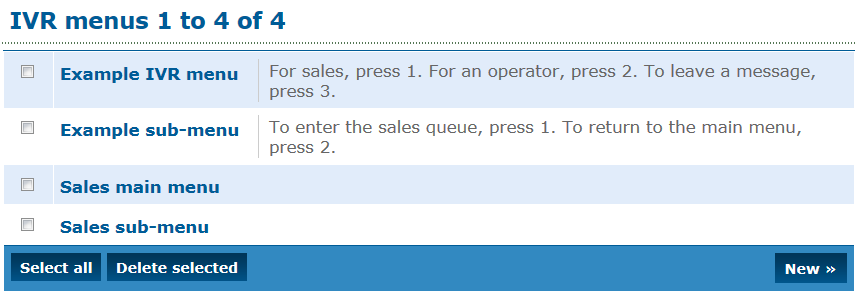 IVR menus 1 to 4 of 4
Example IVR menu
For sales, press 1. For an operator, press 2. To leave a message,
press 3.
Example sub-menu
To enter the sales queue, press 1. To return to the main menu,
press 2.
Sales main menu
Sales sub-menu
Select all
Delete selected
New »